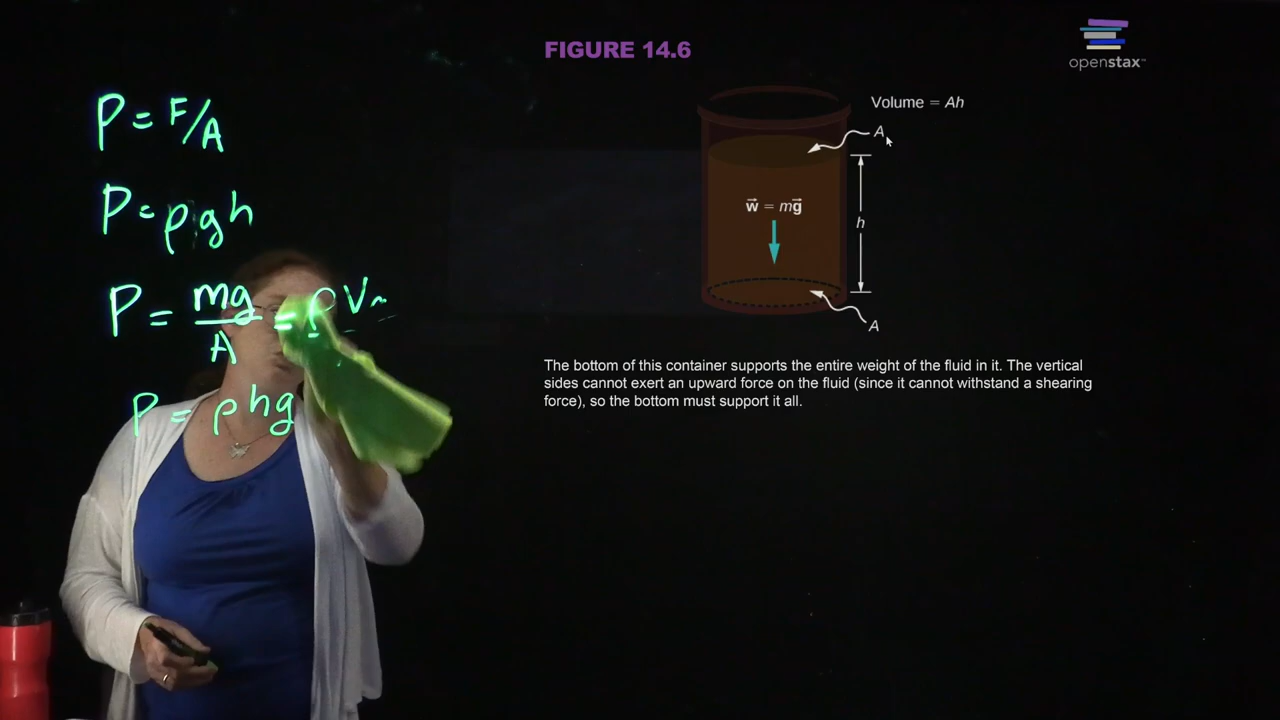 FIGURE 14.6
openstax
P = F/A
P = ρgh
P = mg/A = ρV
P = ρhg
Volume = Ah
A
w⃗ = mg⃗
h
A
The bottom of this container supports the entire weight of the fluid in it. The vertical
sides cannot exert an upward force on the fluid (since it cannot withstand a shearing
force), so the bottom must support it all.